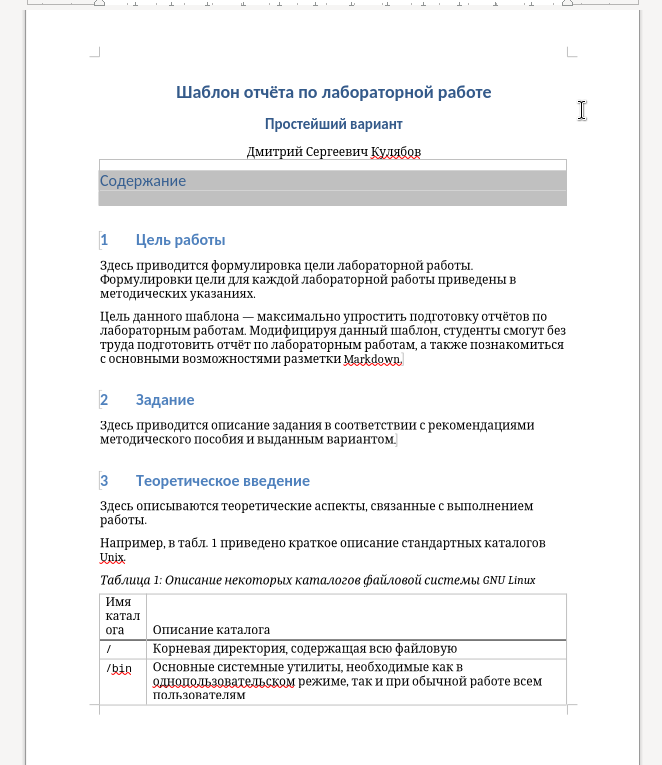 Шаблон отчёта по лабораторной работе
Простейший вариант
Дмитрий Сергеевич Кулябов
Содержание
1 Цель работы
Здесь приводится формулировка цели лабораторной работы.
Формулировки цели для каждой лабораторной работы приведены в
методических указаниях.
Цель данного шаблона — максимально упростить подготовку отчётов по
лабораторным работам. Модифицируя данный шаблон, студенты смогут без
труда подготовить отчёт по лабораторным работам, а также познакомиться
с основными возможностями разметки Markdown.
2 Задание
Здесь приводится описание задания в соответствии с рекомендациями
методического пособия и выданным вариантом.
3 Теоретическое введение
Здесь описываются теоретические аспекты, связанные с выполнением
работы.
Например, в табл. 1 приведено краткое описание стандартных каталогов
Unix.
Таблица 1: Описание некоторых каталогов файловой системы GNU Linux
Имя
катал
ога
Описание каталога
/ Корневая директория, содержащая всю файловую
/bin Основные системные утилиты, необходимые как в
однопользовательском режиме, так и при обычной работе всем
пользователям